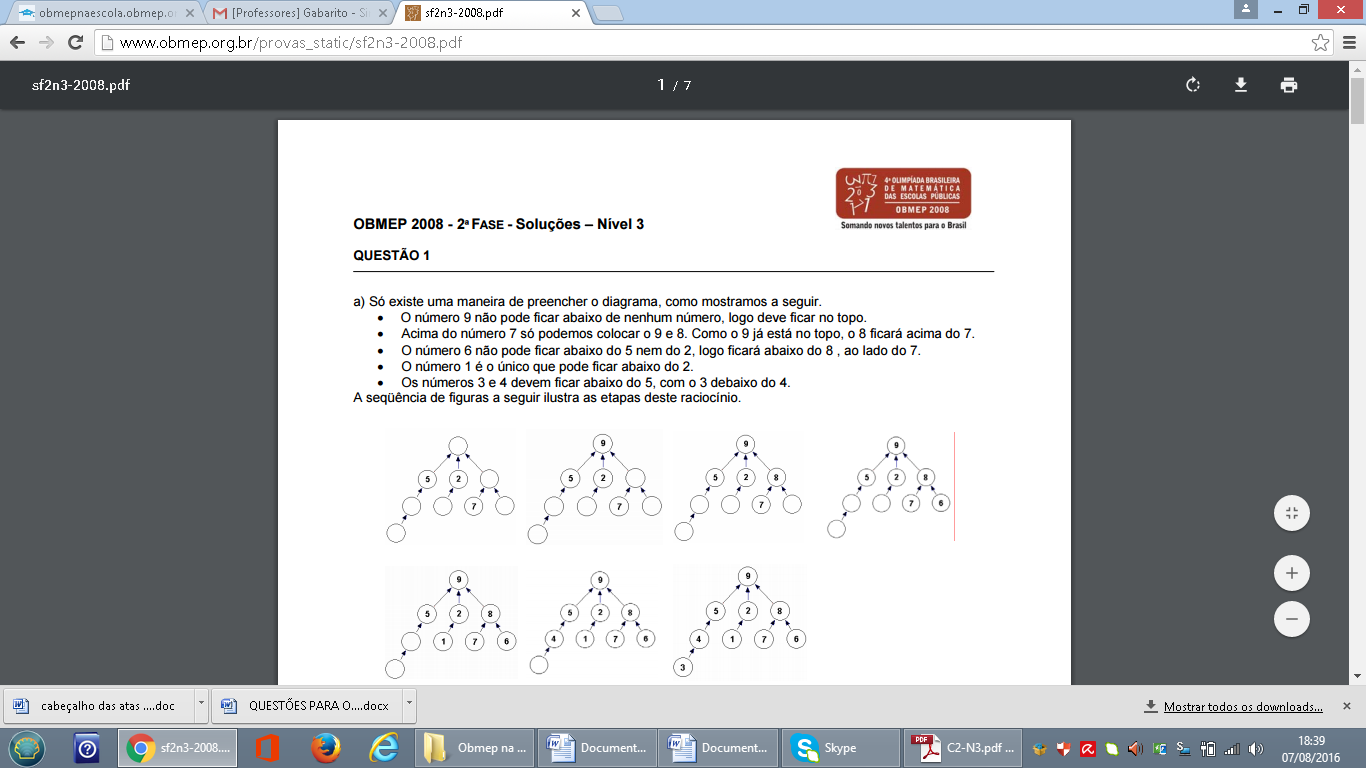 obmepnaescola.obmep.or
[Professores] Gabarito - Si
sf2n3-2008.pdf
www.obmep.org.br/provas_static/sf2n3-2008.pdf
sf2n3-2008.pdf
1 / 7
4ª OLIMPÍADA BRASILEIRA
DE MATEMÁTICA
DAS ESCOLAS PÚBLICAS
OBMEP 2008
Somando novos talentos para o Brasil
OBMEP 2008 - 2ª FASE - Soluções – Nível 3
QUESTÃO 1
a) Só existe uma maneira de preencher o diagrama, como mostramos a seguir.
• O número 9 não pode ficar abaixo de nenhum número, logo deve ficar no topo.
• Acima do número 7 só podemos colocar o 9 e 8. Como o 9 já está no topo, o 8 ficará acima do 7.
• O número 6 não pode ficar abaixo do 5 nem do 2, logo ficará abaixo do 8 , ao lado do 7.
• O número 1 é o único que pode ficar abaixo do 2.
• Os números 3 e 4 devem ficar abaixo do 5, com o 3 debaixo do 4.
A seqüência de figuras a seguir ilustra as etapas deste raciocínio.
9 9 9
5 2 5 2 5 2 8 5 2 8
7 7 7 7 6
9 9 9
5 2 8 5 2 8 5 2 8
1 7 6 4 1 7 6 4 1 7 6
3
cabeçalho das atas ....doc
QUESTÕES PARA O....docx
Mostrar todos os downloads...
sf2n3-2008....
Obmep na ...
Document...
Document...
Skype
C2-N3.pdf ...
18:39
07/08/2016